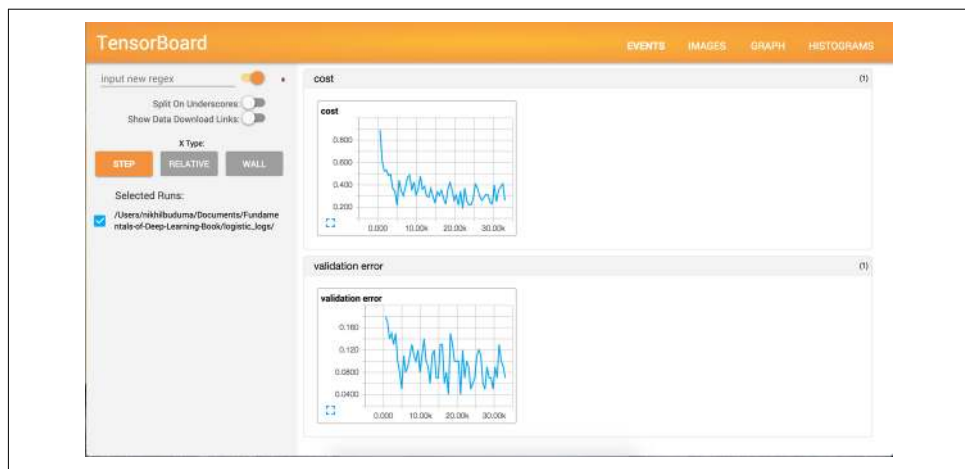 TensorBoard
EVENTS IMAGES GRAPH HISTOGRAMS
Input new regex
Split On Underscores:
Show Data Download Links:
X Type:
STEP RELATIVE WALL
Selected Runs:
/Users/nikhilbuduma/Documents/Fundame
ntals-of-Deep-Learning-Book/logistic_logs/
cost (1)
cost
0.800
0.600
0.400
0.200
0.000 10.00k 20.00k 30.00k
validation error (1)
validation error
0.160
0.120
0.0800
0.0400
0.000 10.00k 20.00k 30.00k